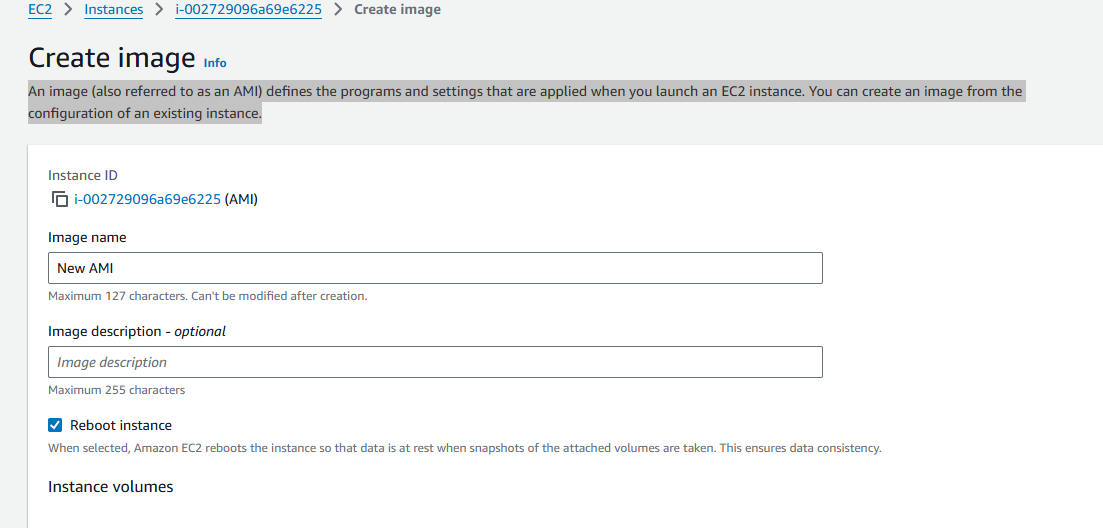 EC2 > Instances > i-002729096a69e6225 > Create image
Create image Info
An image (also referred to as an AMI) defines the programs and settings that are applied when you launch an EC2 instance. You can create an image from the
configuration of an existing instance.
Instance ID
i-002729096a69e6225 (AMI)
Image name
New AMI
Maximum 127 characters. Can't be modified after creation.
Image description - optional
Image description
Maximum 255 characters
Reboot instance
When selected, Amazon EC2 reboots the instance so that data is at rest when snapshots of the attached volumes are taken. This ensures data consistency.
Instance volumes